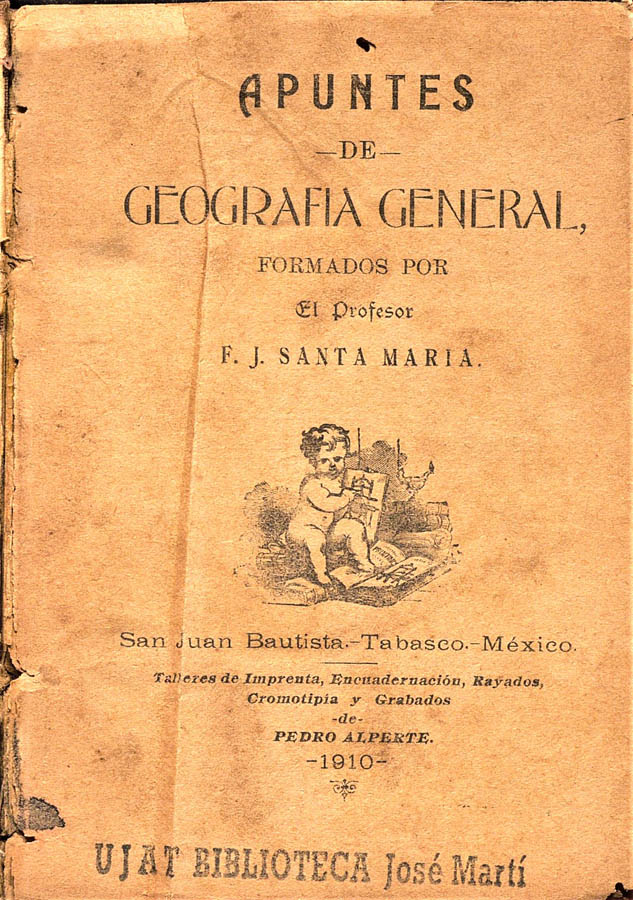 APUNTES
—DE—
GEOGRAFIA GENERAL,
FORMADOS POR
El Profesor
F. J. SANTA MARIA.
San Juan Bautista.-Tabasco.-México.
Talleres de Imprenta, Encuadernación, Rayados,
Cromotipia y Grabados
-de-
PEDRO ALPERTE.
-1910-
UJAT BIBLIOTECA José Martí